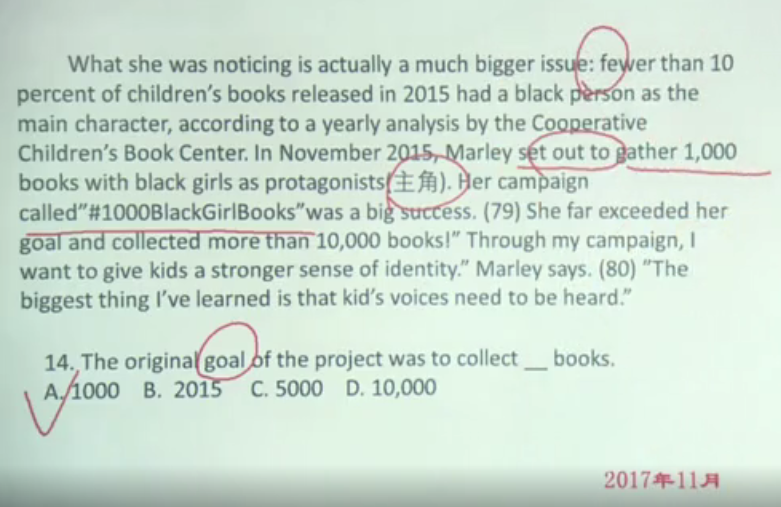 What she was noticing is actually a much bigger issue: fewer than 10
percent of children's books released in 2015 had a black person as the
main character, according to a yearly analysis by the Cooperative
Children's Book Center. In November 2015, Marley set out to gather 1,000
books with black girls as protagonists(主角). Her campaign
called"#1000BlackGirlBooks"was a big success. (79) She far exceeded her
goal and collected more than 10,000 books!" Through my campaign, I
want to give kids a stronger sense of identity." Marley says. (80) "The
biggest thing I've learned is that kid's voices need to be heard."
14. The original goal of the project was to collect __ books.
A. 1000 B. 2015 C. 5000 D. 10,000
2017年11月